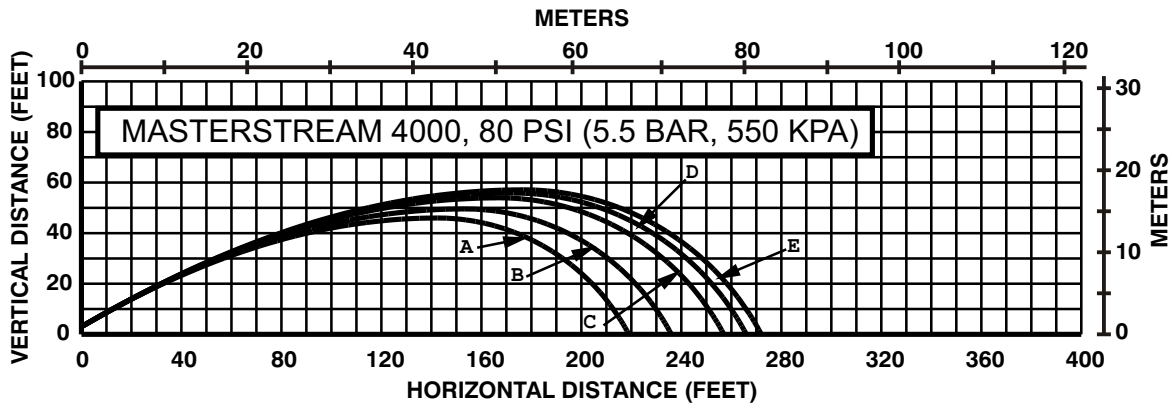 METERS
0 20 40 60 80 100 120
VERTICAL DISTANCE (FEET)
100
80
60
40
20
0
MASTERSTREAM 4000, 80 PSI (5.5 BAR, 550 KPA)
A
B
C
D
E
30
20
10
0
METERS
0 40 80 120 160 200 240 280 320 360 400
HORIZONTAL DISTANCE (FEET)